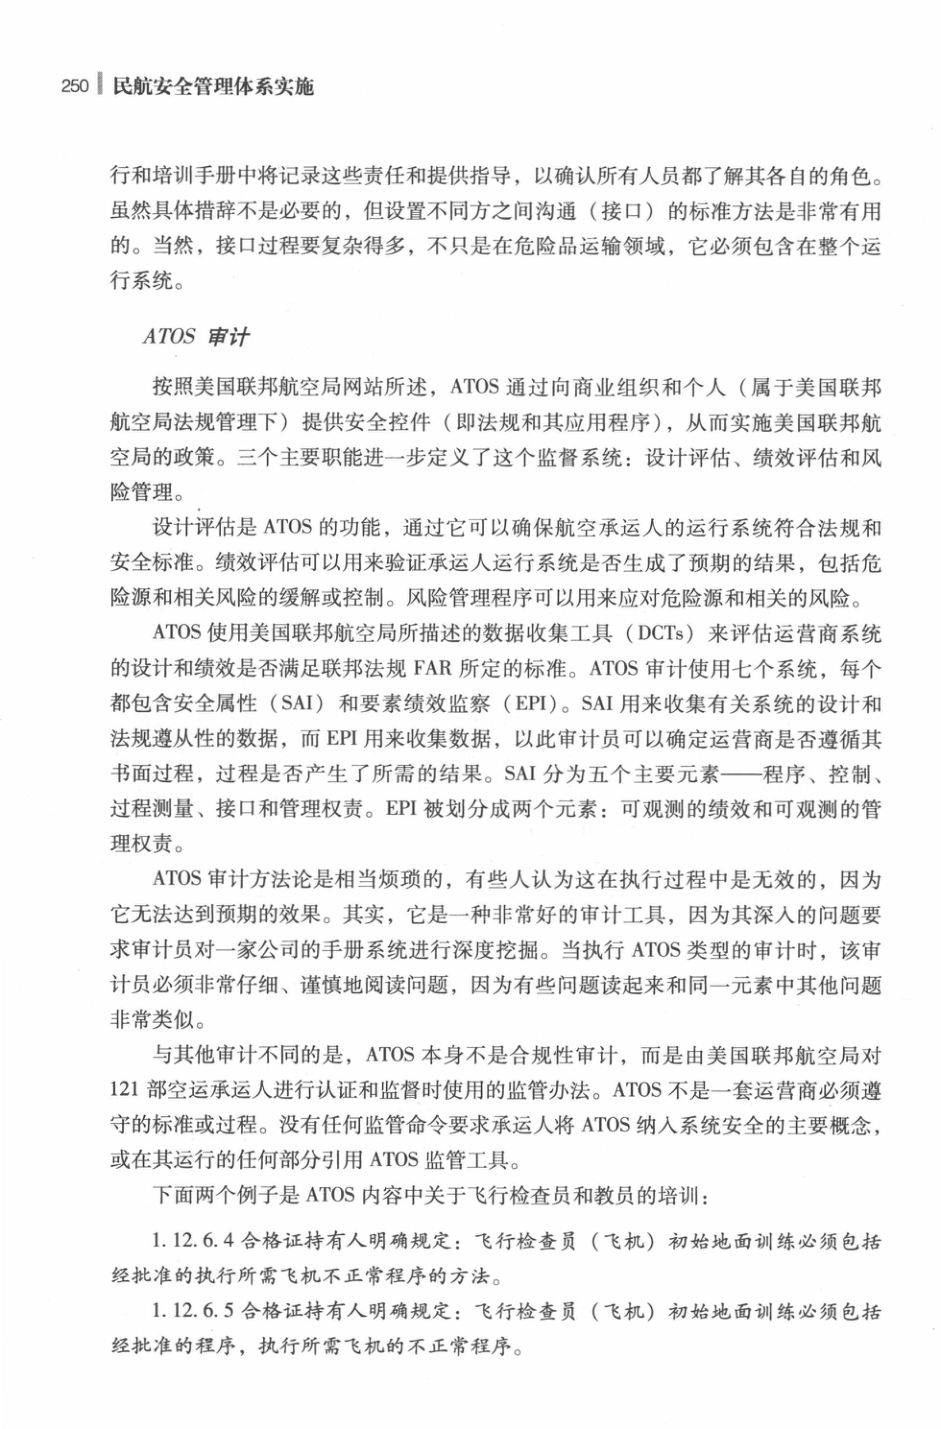 250 民航安全管理体系实施
行和培训手册中将记录这些责任和提供指导，以确认所有人员都了解其各自的角色。
虽然具体措辞不是必要的，但设置不同方之间沟通（接口）的标准方法是非常有用
的。当然，接口过程要复杂得多，不只是在危险品运输领域，它必须包含在整个运
行系统。
ATOS 审计
按照美国联邦航空局网站所述，ATOS 通过向商业组织和个人（属于美国联邦
航空局法规管理下）提供安全控件（即法规和其应用程序），从而实施美国联邦航
空局的政策。三个主要职能进一步定义了这个监督系统：设计评估、绩效评估和风
险管理。
设计评估是 ATOS 的功能，通过它可以确保航空承运人的运行系统符合法规和
安全标准。绩效评估可以用来验证承运人运行系统是否生成了预期的结果，包括危
险源和相关风险的缓解或控制。风险管理程序可以用来应对危险源和相关的风险。
ATOS 使用美国联邦航空局所描述的数据收集工具（DCTs）来评估运营商系统
的设计和绩效是否满足联邦法规 FAR 所定的标准。ATOS 审计使用七个系统，每个
都包含安全属性（SAI）和要素绩效监察（EPI）。SAI 用来收集有关系统的设计和
法规遵从性的数据，而 EPI 用来收集数据，以此审计员可以确定运营商是否遵循其
书面过程，过程是否产生了所需的结果。SAI 分为五个主要元素——程序、控制、
过程测量、接口和管理权责。EPI 被划分成两个元素：可观测的绩效和可观测的管
理权责。
ATOS 审计方法论是相当烦琐的，有些人认为这在执行过程中是无效的，因为
它无法达到预期的效果。其实，它是一种非常好的审计工具，因为其深入的问题要
求审计员对一家公司的手册系统进行深度挖掘。当执行 ATOS 类型的审计时，该审
计员必须非常仔细、谨慎地阅读问题，因为有些问题读起来和同一元素中其他问题
非常类似。
与其他审计不同的是，ATOS 本身不是合规性审计，而是由美国联邦航空局对
121 部空运承运人进行认证和监督时使用的监管办法。ATOS 不是一套运营商必须遵
守的标准或过程。没有任何监管命令要求承运人将 ATOS 纳入系统安全的主要概念，
或在其运行的任何部分引用 ATOS 监管工具。
下面两个例子是 ATOS 内容中关于飞行检查员和教员的培训：
1. 12. 6. 4 合格证持有人明确规定：飞行检查员（飞机）初始地面训练必须包括
经批准的执行所需飞机不正常程序的方法。
1. 12. 6. 5 合格证持有人明确规定：飞行检查员（飞机）初始地面训练必须包括
经批准的程序，执行所需飞机的不正常程序。